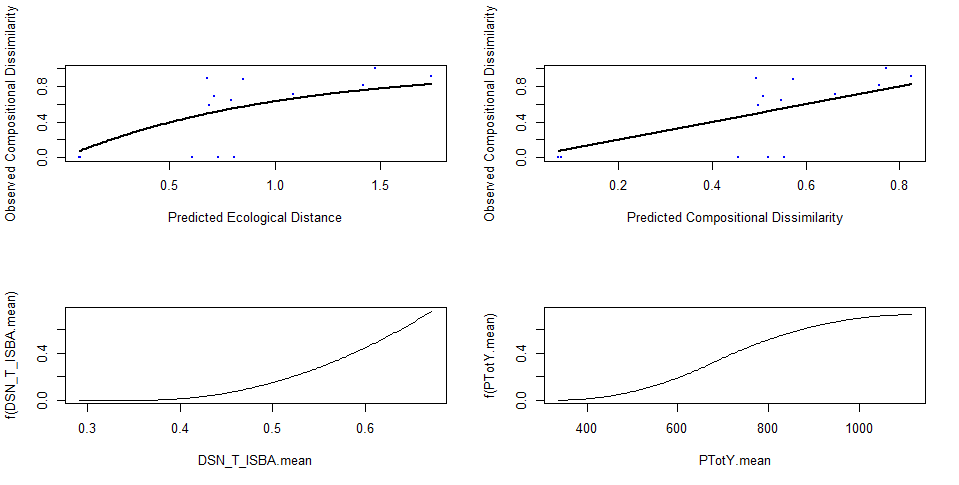 Observed Compositional Dissimilarity
0.0 0.4 0.8
0.5 1.0 1.5
Predicted Ecological Distance
Observed Compositional Dissimilarity
0.0 0.4 0.8
0.2 0.4 0.6 0.8
Predicted Compositional Dissimilarity
f(DSN_T_ISBA.mean)
0.0 0.4
0.3 0.4 0.5 0.6
DSN_T_ISBA.mean
f(PTotY.mean)
0.0 0.4
400 600 800 1000
PTotY.mean